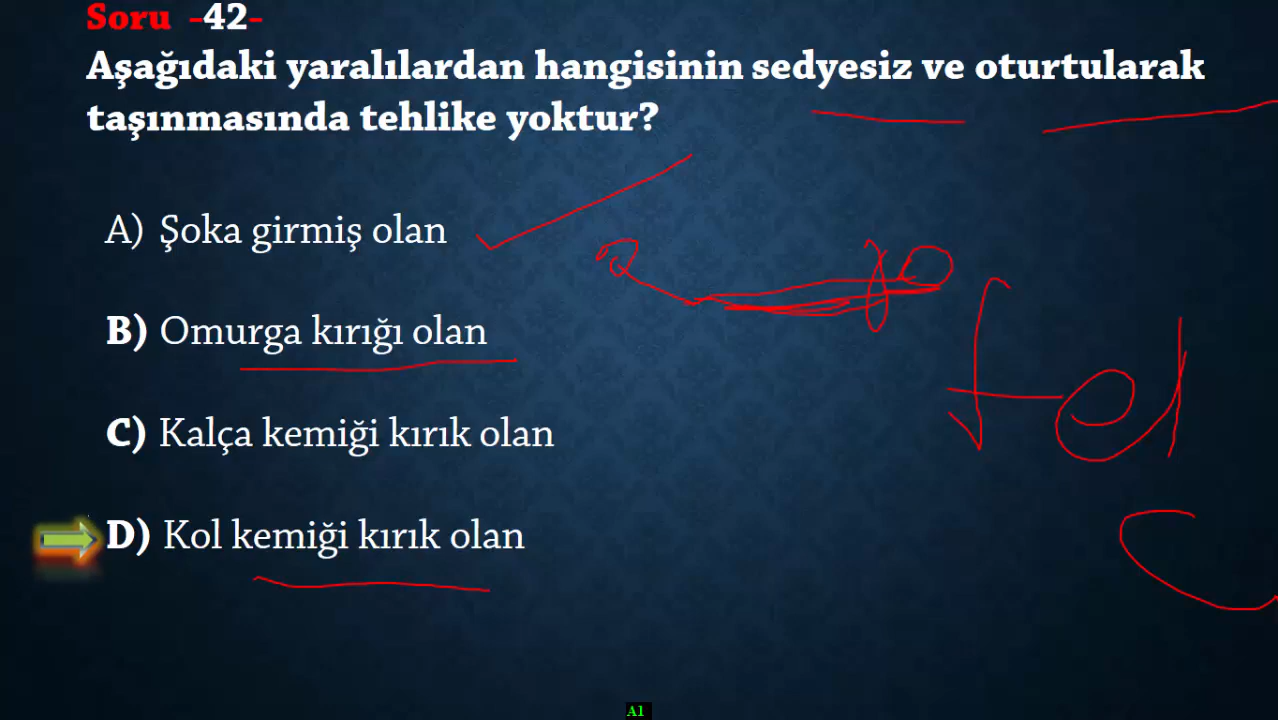 Soru -42-
Aşağıdaki yaralılardan hangisinin sedyesiz ve oturtularak
taşınmasında tehlike yoktur?
A) Şoka girmiş olan
B) Omurga kırığı olan
C) Kalça kemiği kırık olan
D) Kol kemiği kırık olan
A1